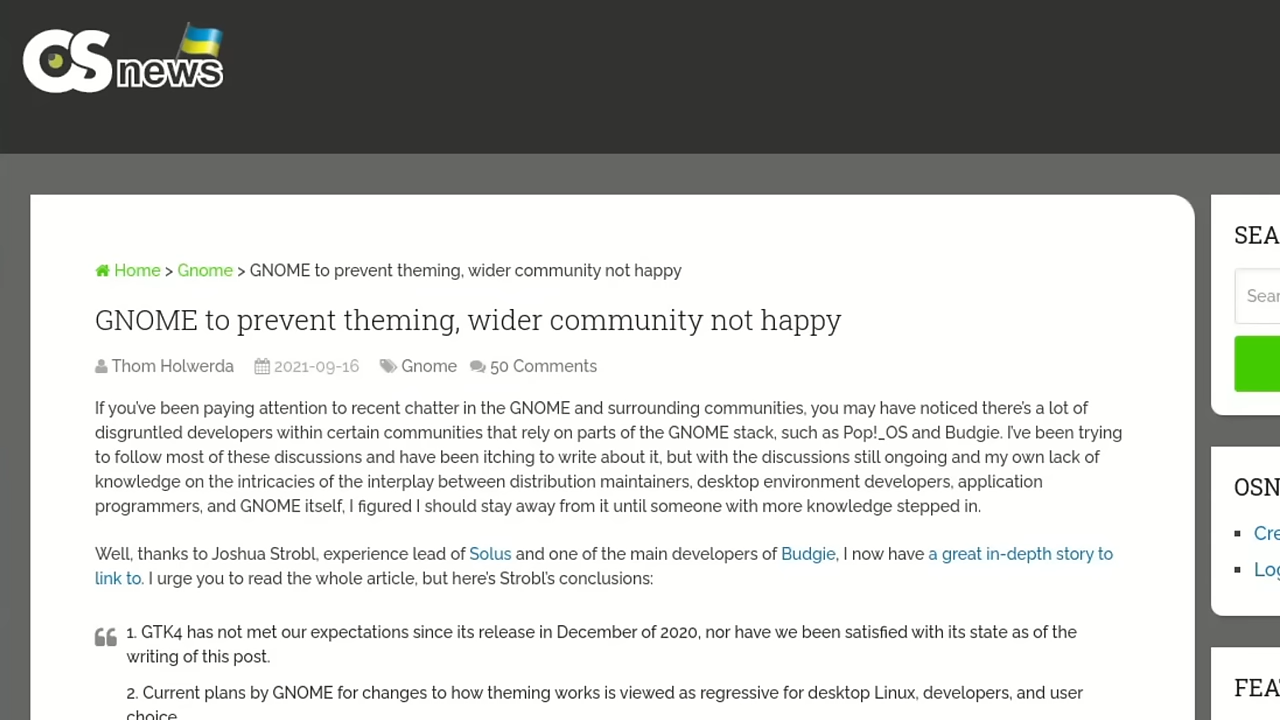 OSnews
SEA
Home > Gnome > GNOME to prevent theming, wider community not happy
Sear
GNOME to prevent theming, wider community not happy
Thom Holwerda 2021-09-16 Gnome 50 Comments
If you've been paying attention to recent chatter in the GNOME and surrounding communities, you may have noticed there's a lot of
disgruntled developers within certain communities that rely on parts of the GNOME stack, such as Pop!_OS and Budgie. I've been trying
to follow most of these discussions and have been itching to write about it, but with the discussions still ongoing and my own lack of
knowledge on the intricacies of the interplay between distribution maintainers, desktop environment developers, application
programmers, and GNOME itself, I figured I should stay away from it until someone with more knowledge stepped in.
OSN
Cre
Log
Well, thanks to Joshua Strobl, experience lead of Solus and one of the main developers of Budgie, I now have a great in-depth story to
link to. I urge you to read the whole article, but here's Strobl's conclusions:
1. GTK4 has not met our expectations since its release in December of 2020, nor have we been satisfied with its state as of the
writing of this post.
2. Current plans by GNOME for changes to how theming works is viewed as regressive for desktop Linux, developers, and user
choice.
FEA